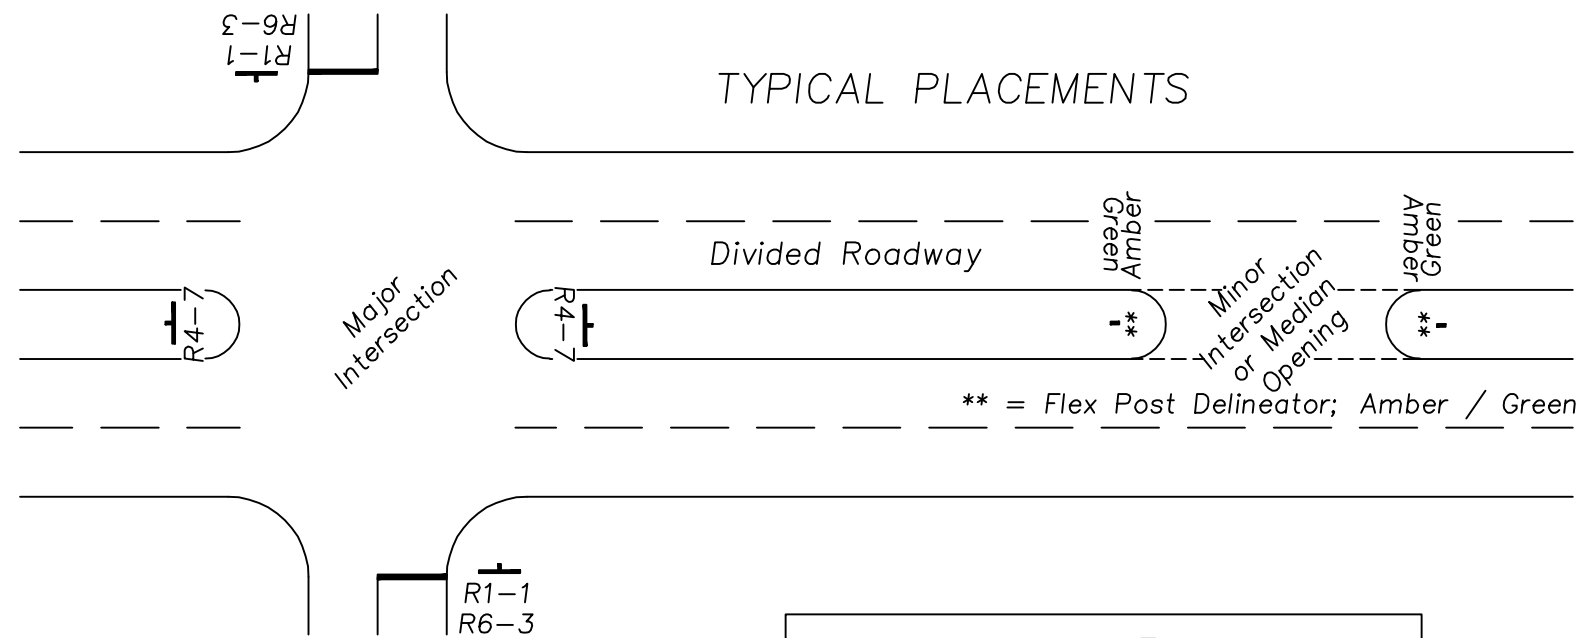 R6-3
R1-1
TYPICAL PLACEMENTS
Green
Amber
Amber
Green
Divided Roadway
R4-7
Major
Intersection
R4-7
Minor
Intersection
or Median
Opening
**
**
** = Flex Post Delineator; Amber / Green
R1-1
R6-3